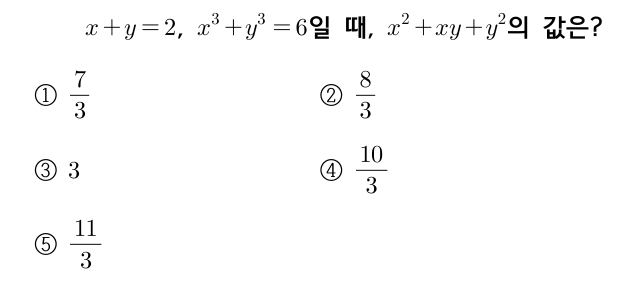 x+y=2, x³+y³=6일 때, x²+xy+y²의 값은?
① 7/3 ② 8/3
③ 3 ④ 10/3
⑤ 11/3